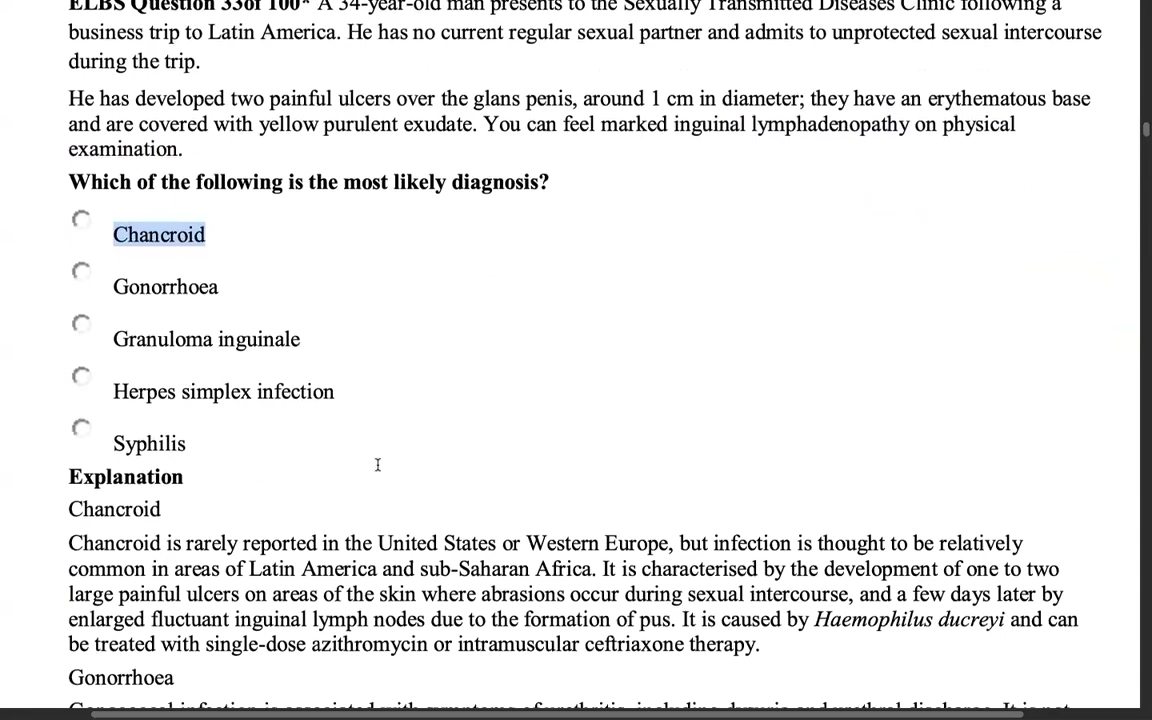 ELBS Question 33of 100* A 34-year-old man presents to the Sexually Transmitted Diseases Clinic following a
business trip to Latin America. He has no current regular sexual partner and admits to unprotected sexual intercourse
during the trip.
He has developed two painful ulcers over the glans penis, around 1 cm in diameter; they have an erythematous base
and are covered with yellow purulent exudate. You can feel marked inguinal lymphadenopathy on physical
examination.
Which of the following is the most likely diagnosis?
Chancroid
Gonorrhoea
Granuloma inguinale
Herpes simplex infection
Syphilis
Explanation
Chancroid
Chancroid is rarely reported in the United States or Western Europe, but infection is thought to be relatively
common in areas of Latin America and sub-Saharan Africa. It is characterised by the development of one to two
large painful ulcers on areas of the skin where abrasions occur during sexual intercourse, and a few days later by
enlarged fluctuant inguinal lymph nodes due to the formation of pus. It is caused by Haemophilus ducreyi and can
be treated with single-dose azithromycin or intramuscular ceftriaxone therapy.
Gonorrhoea